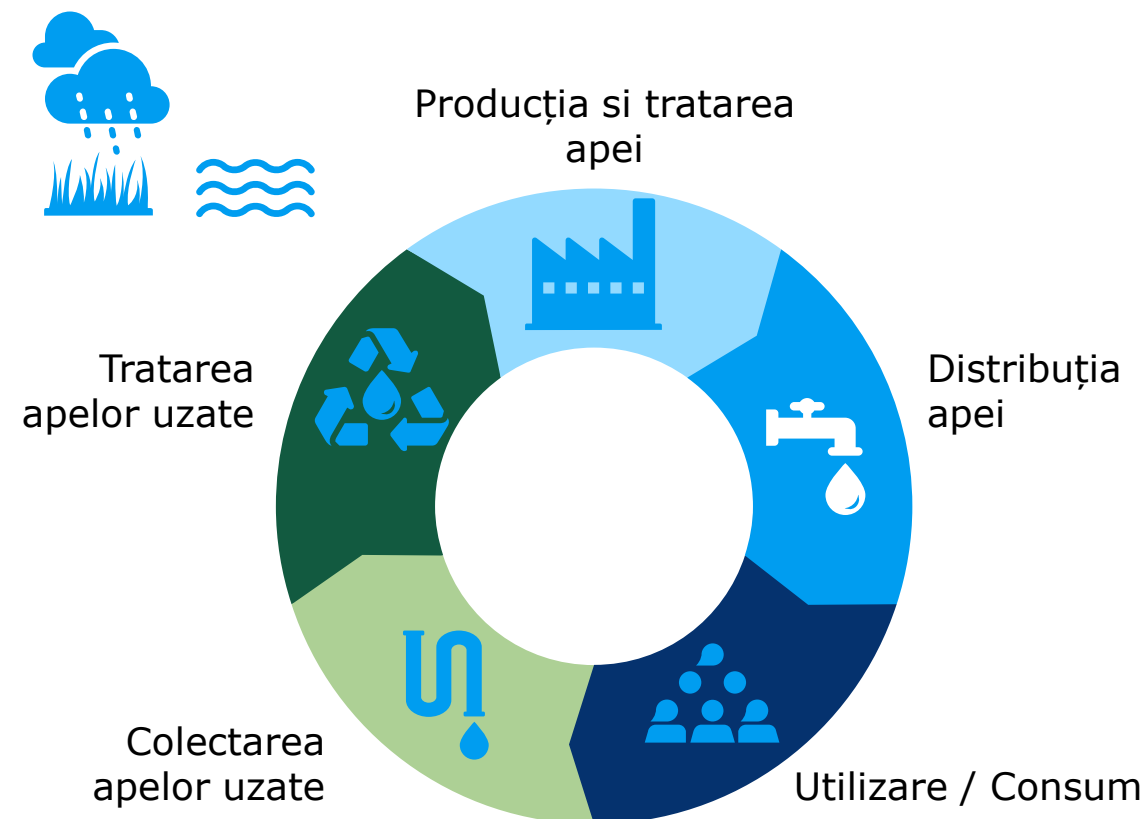 Producția si tratarea
apei
Distribuția
apei
Utilizare / Consum
Colectarea
apelor uzate
Tratarea
apelor uzate